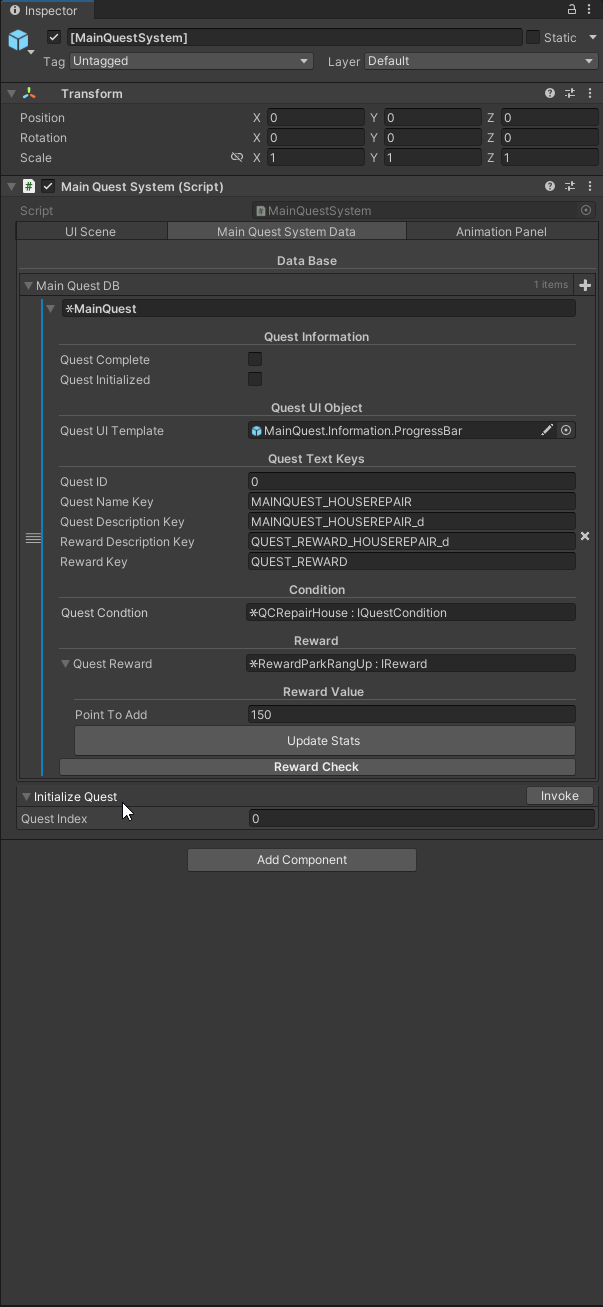 Inspector
[MainQuestSystem] Static
Tag Untagged Layer Default
Transform
Position X 0 Y 0 Z 0
Rotation X 0 Y 0 Z 0
Scale X 1 Y 1 Z 1
# Main Quest System (Script)
Script # MainQuestSystem
UI Scene Main Quest System Data Animation Panel
Data Base
Main Quest DB 1 items
*MainQuest
Quest Information
Quest Complete
Quest Initialized
Quest UI Object
Quest UI Template MainQuest.Information.ProgressBar
Quest Text Keys
Quest ID 0
Quest Name Key MAINQUEST_HOUSEREPAIR
Quest Description Key MAINQUEST_HOUSEREPAIR_d
Reward Description Key QUEST_REWARD_HOUSEREPAIR_d
Reward Key QUEST_REWARD
Condition
Quest Condtion *QCRepairHouse : IQuestCondition
Reward
Quest Reward *RewardParkRangUp : IReward
Reward Value
Point To Add 150
Update Stats
Reward Check
Initialize Quest Invoke
Quest Index 0
Add Component